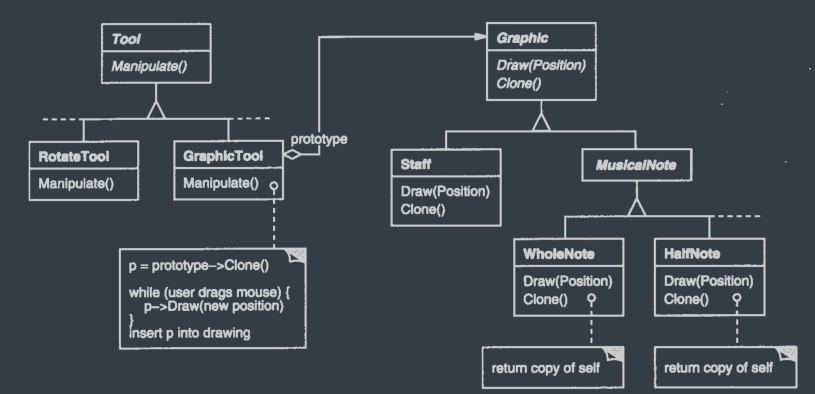 Tool
Manipulate()
Graphic
Draw(Position)
Clone()
prototype
RotateTool
Manipulate()
GraphicTool
Manipulate()
Staff
Draw(Position)
Clone()
MusicalNote
p = prototype–>Clone()
while (user drags mouse) {
p–>Draw(new position)
}
insert p into drawing
WholeNote
Draw(Position)
Clone()
HalfNote
Draw(Position)
Clone()
return copy of self
return copy of self